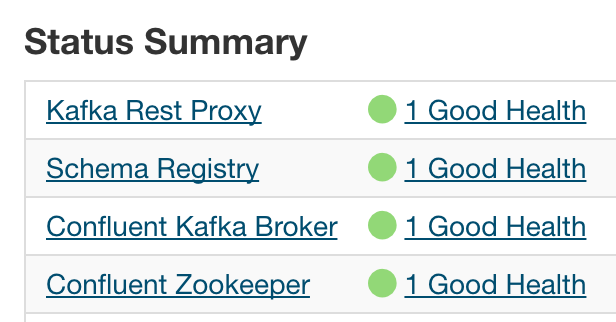 Status Summary
Kafka Rest Proxy 1 Good Health
Schema Registry 1 Good Health
Confluent Kafka Broker 1 Good Health
Confluent Zookeeper 1 Good Health